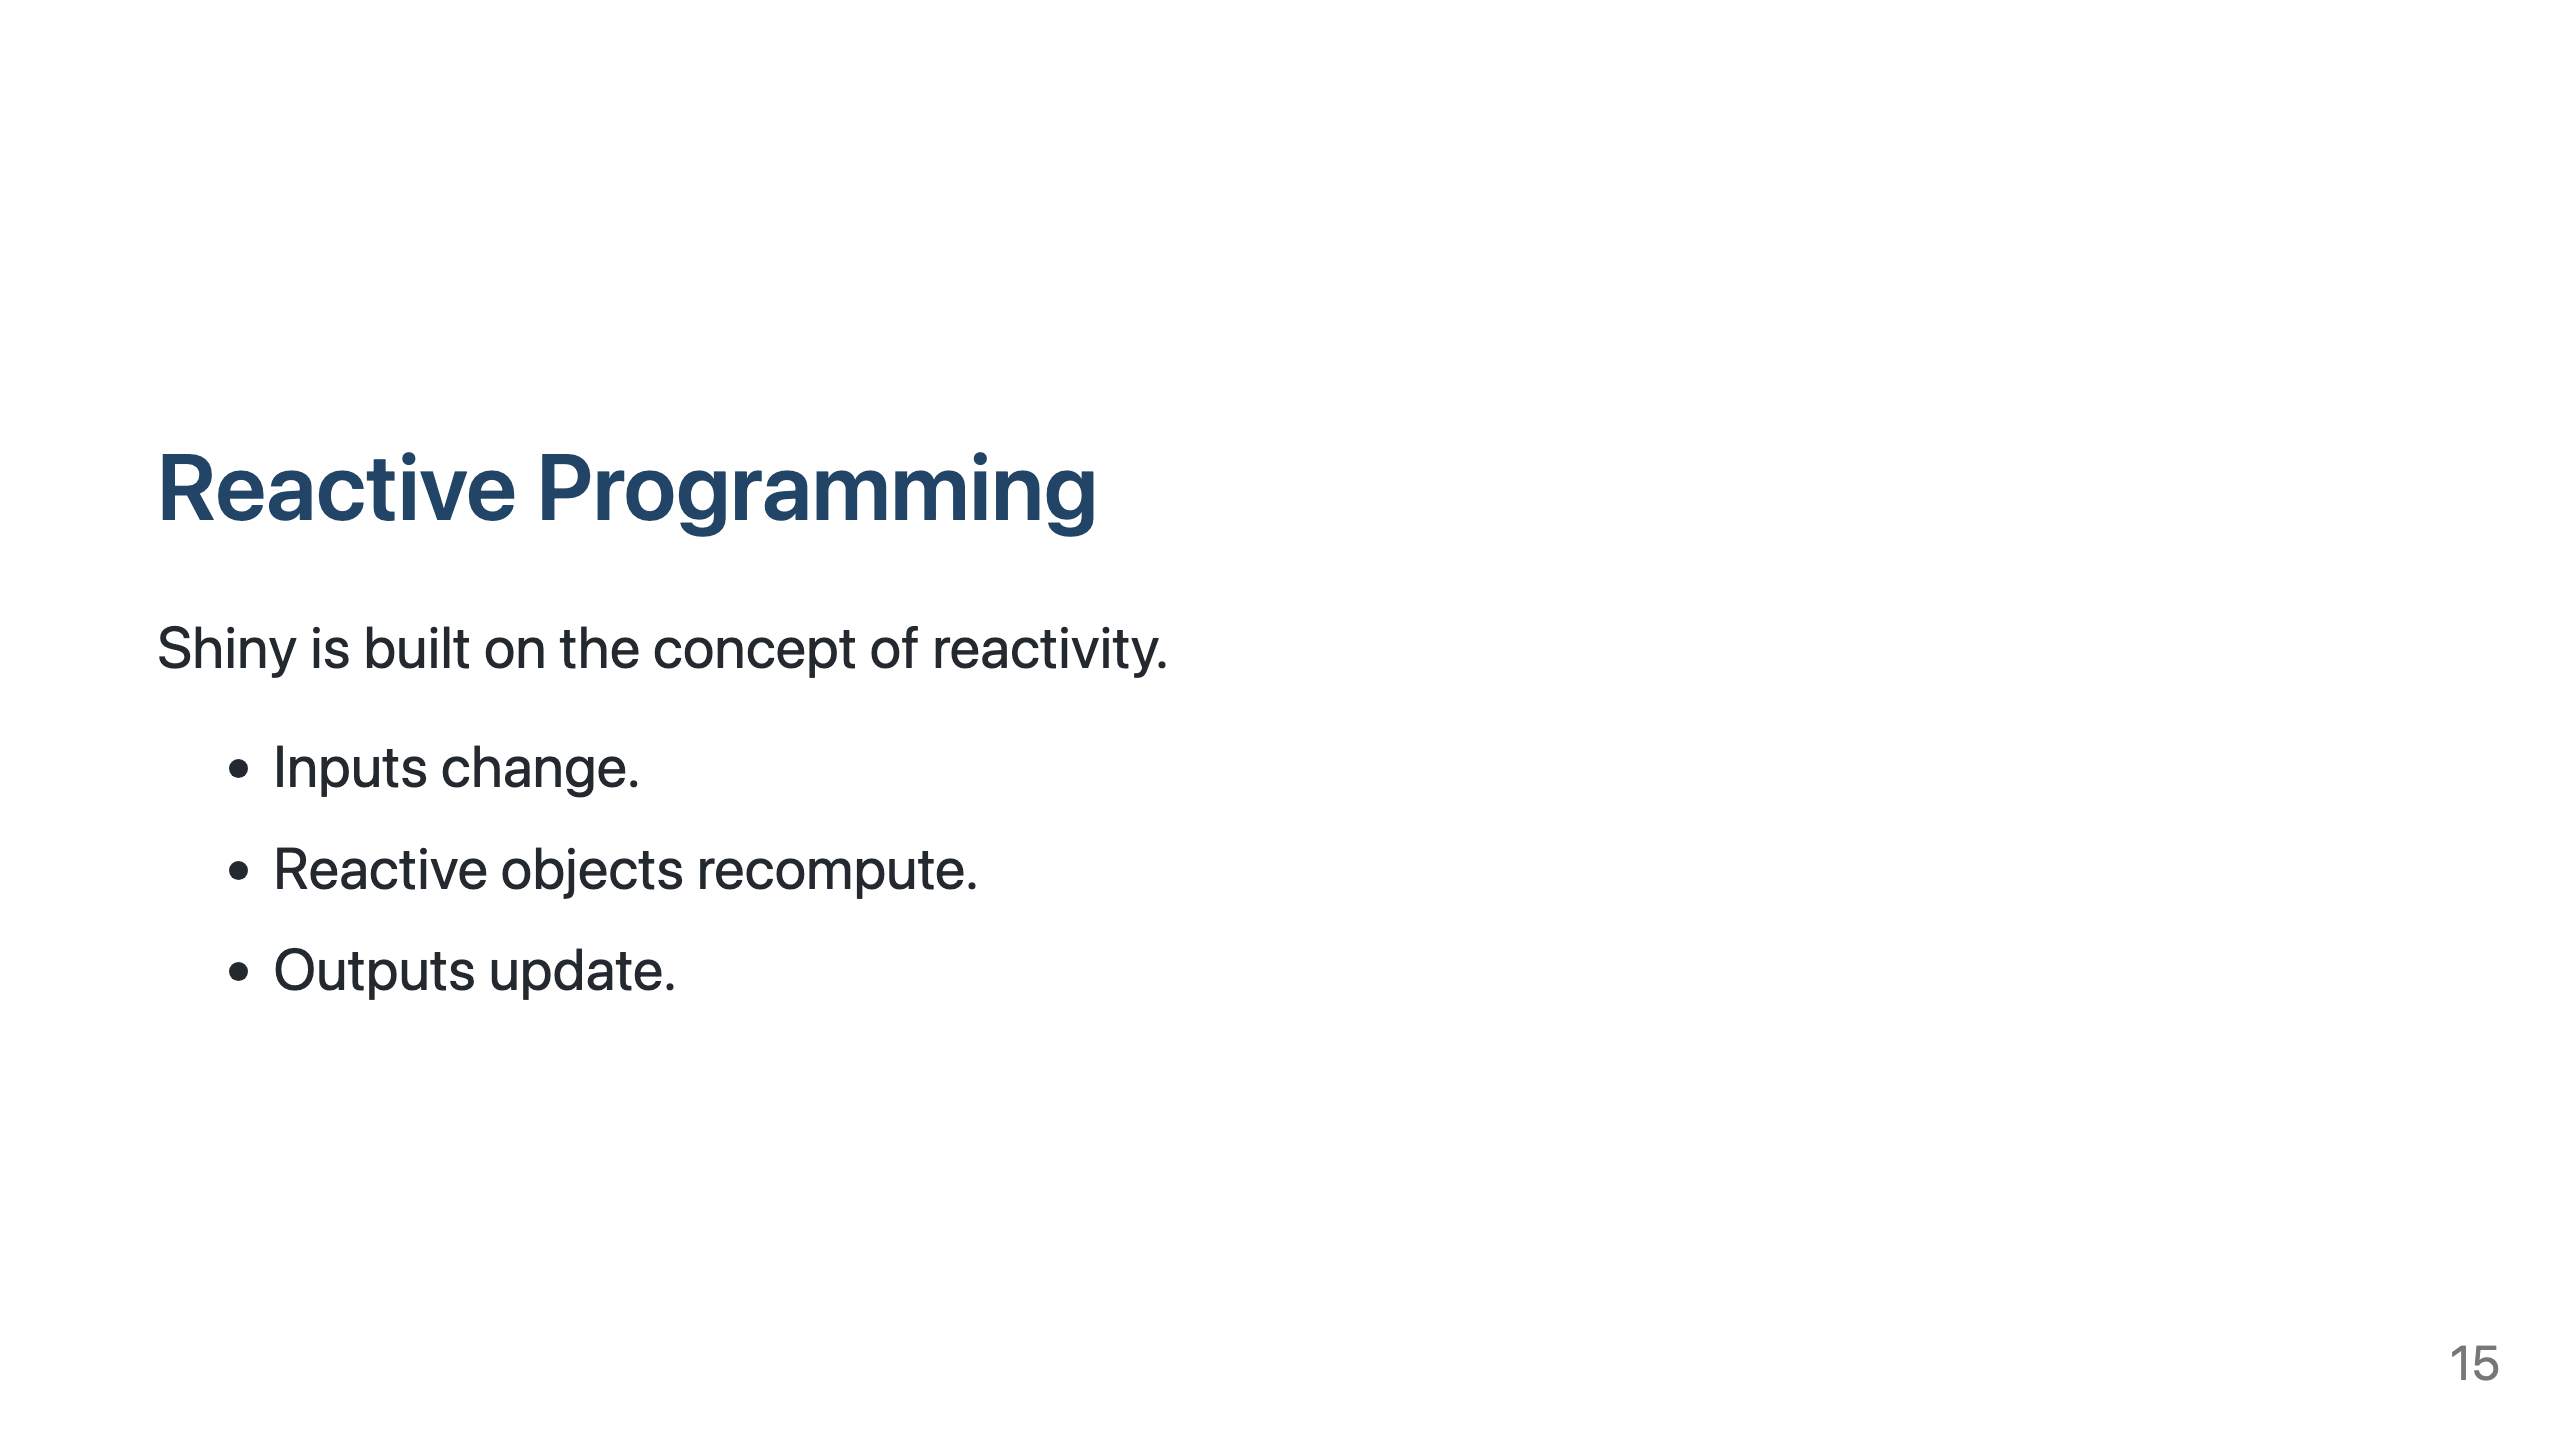 Reactive Programming
Shiny is built on the concept of reactivity.
• Inputs change.
• Reactive objects recompute.
• Outputs update.
15